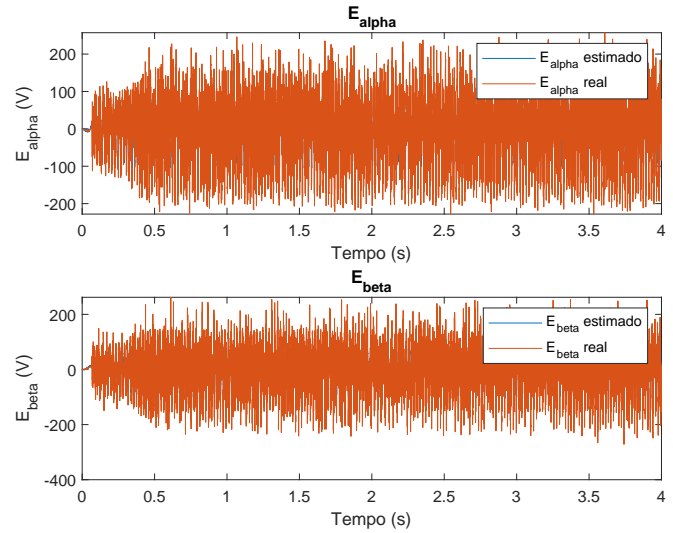 E_alpha
E_alpha (V)
200
100
0
-100
-200
E_alpha estimado
E_alpha real
0 0.5 1 1.5 2 2.5 3 3.5 4
Tempo (s)
E_beta
E_beta (V)
200
0
-200
-400
E_beta estimado
E_beta real
0 0.5 1 1.5 2 2.5 3 3.5 4
Tempo (s)